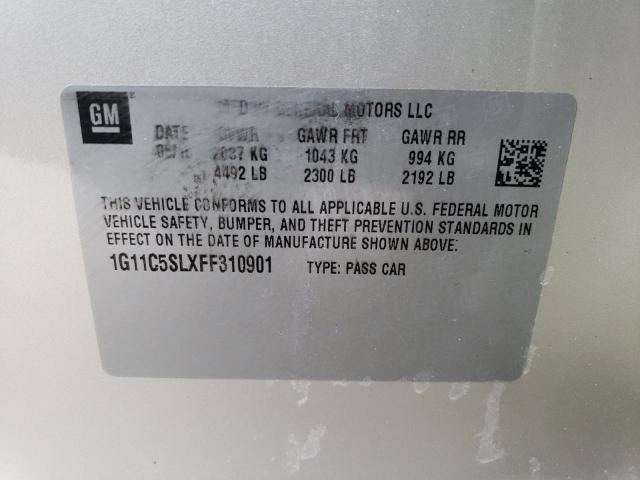 GM
MFD BY GENERAL MOTORS LLC
DATE GVWR GAWR FRT GAWR RR
2037 KG 1043 KG 994 KG
4492 LB 2300 LB 2192 LB
THIS VEHICLE CONFORMS TO ALL APPLICABLE U.S. FEDERAL MOTOR
VEHICLE SAFETY, BUMPER, AND THEFT PREVENTION STANDARDS IN
EFFECT ON THE DATE OF MANUFACTURE SHOWN ABOVE.
1G11C5SLXFF310901 TYPE: PASS CAR